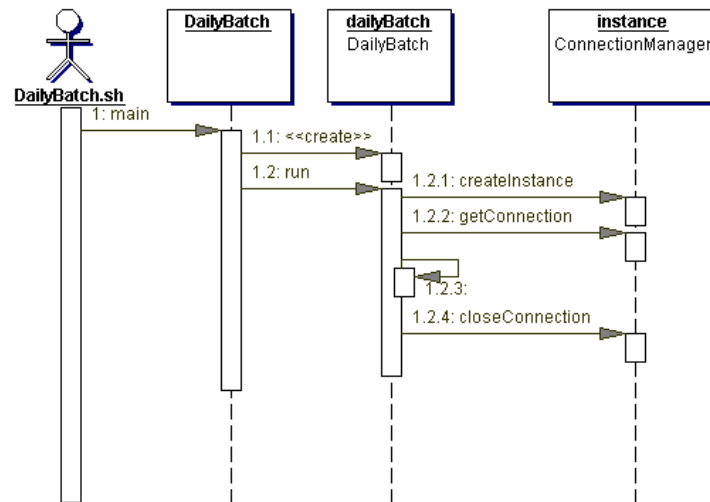 DailyBatch
dailyBatch
DailyBatch
instance
ConnectionManager
DailyBatch.sh
1: main
1.1: <<create>>
1.2: run
1.2.1: createInstance
1.2.2: getConnection
1.2.3:
1.2.4: closeConnection